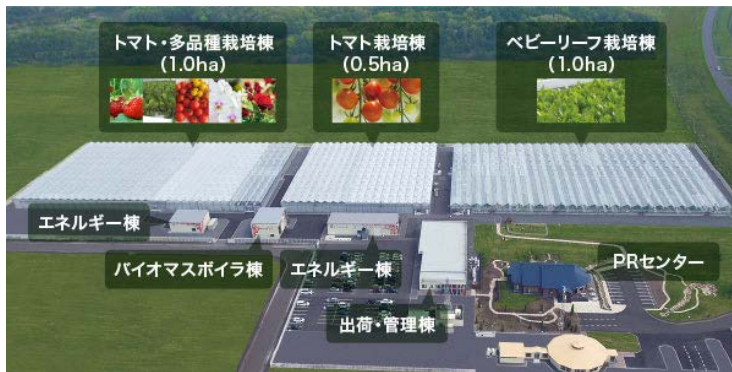 トマト・多品種栽培棟
(1.0ha)
トマト栽培棟
(0.5ha)
ベビーリーフ栽培棟
(1.0ha)
エネルギー棟
バイオマスボイラ棟
エネルギー棟
PRセンター
出荷・管理棟